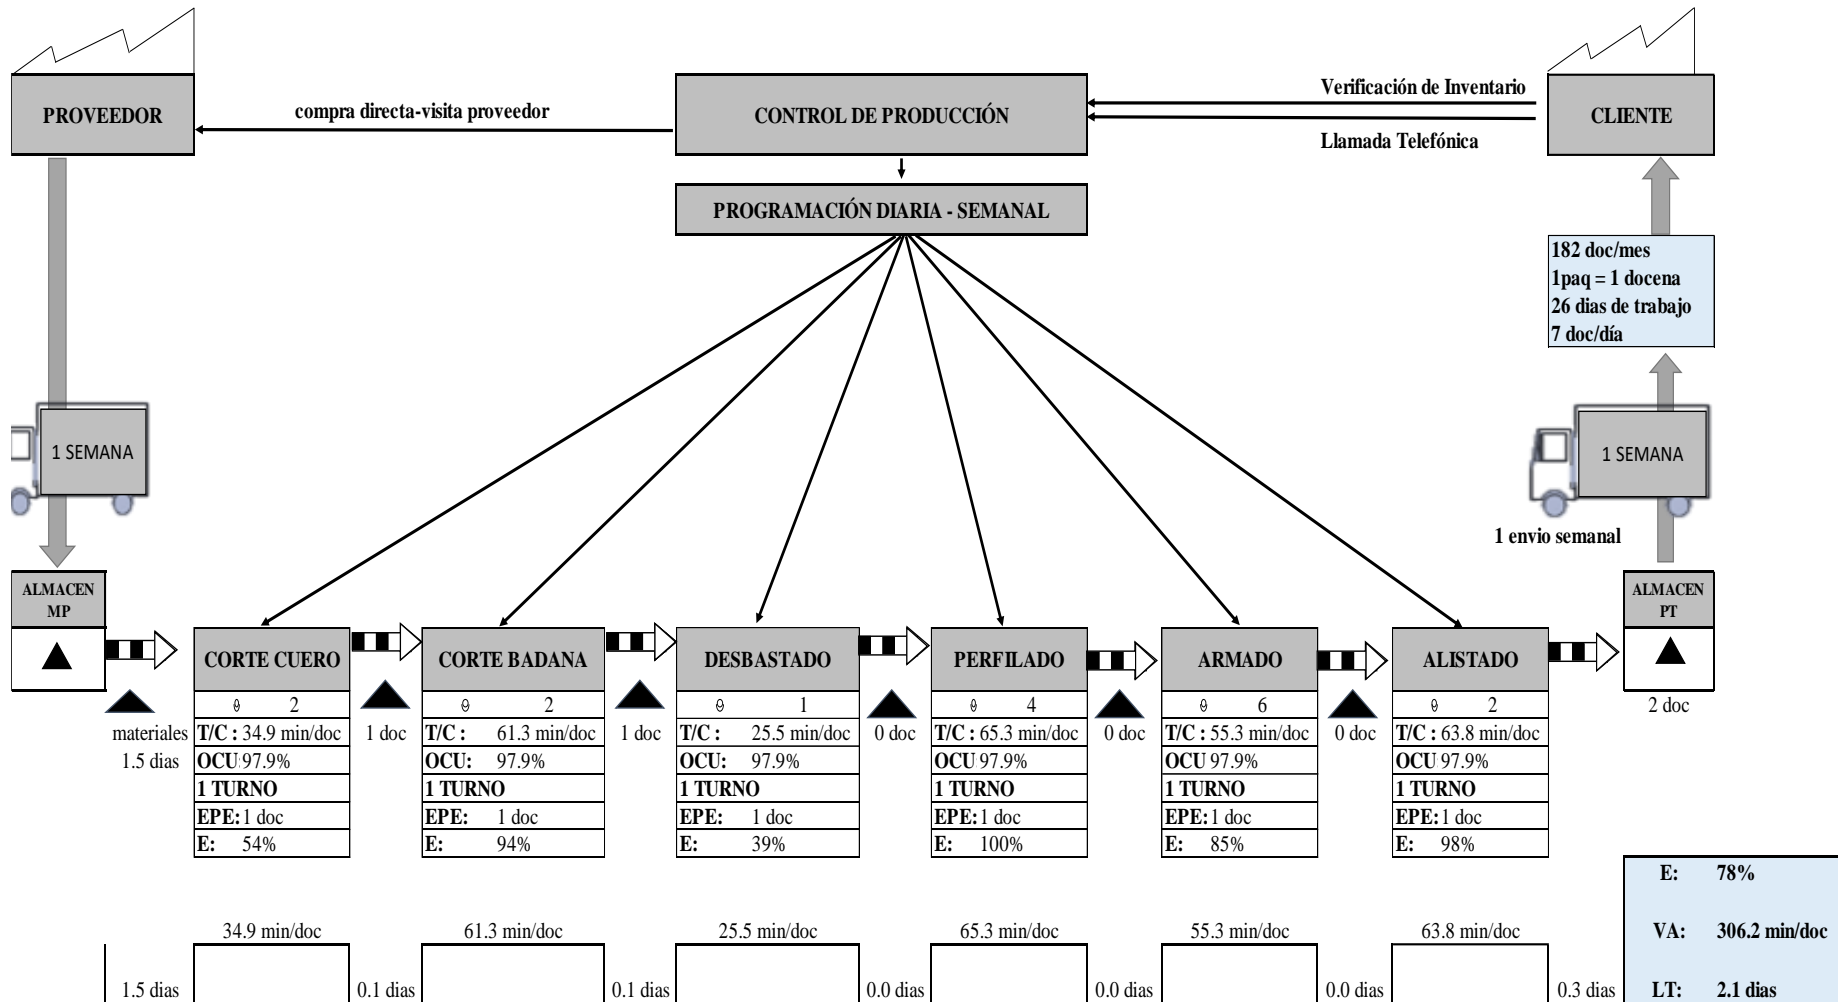 PROVEEDOR
compra directa-visita proveedor
CONTROL DE PRODUCCIÓN
Verificación de Inventario
Llamada Telefónica
CLIENTE
PROGRAMACIÓN DIARIA - SEMANAL
182 doc/mes
1paq = 1 docena
26 dias de trabajo
7 doc/día
1 SEMANA
1 SEMANA
1 envio semanal
ALMACEN
MP
ALMACEN
PT
2 doc
materiales
1.5 dias
CORTE CUERO
2
T/C : 34.9 min/doc
OCU: 97.9%
1 TURNO
EPE: 1 doc
E: 54%
1 doc
CORTE BADANA
2
T/C : 61.3 min/doc
OCU: 97.9%
1 TURNO
EPE: 1 doc
E: 94%
1 doc
DESBASTADO
1
T/C : 25.5 min/doc
OCU: 97.9%
1 TURNO
EPE: 1 doc
E: 39%
0 doc
PERFILADO
4
T/C : 65.3 min/doc
OCU 97.9%
1 TURNO
EPE: 1 doc
E: 100%
0 doc
ARMADO
6
T/C : 55.3 min/doc
OCU 97.9%
1 TURNO
EPE: 1 doc
E: 85%
0 doc
ALISTADO
2
T/C : 63.8 min/doc
OCU 97.9%
1 TURNO
EPE: 1 doc
E: 98%
34.9 min/doc
61.3 min/doc
25.5 min/doc
65.3 min/doc
55.3 min/doc
63.8 min/doc
1.5 dias
0.1 dias
0.1 dias
0.0 dias
0.0 dias
0.0 dias
0.3 dias
E: 78%
VA: 306.2 min/doc
LT: 2.1 dias